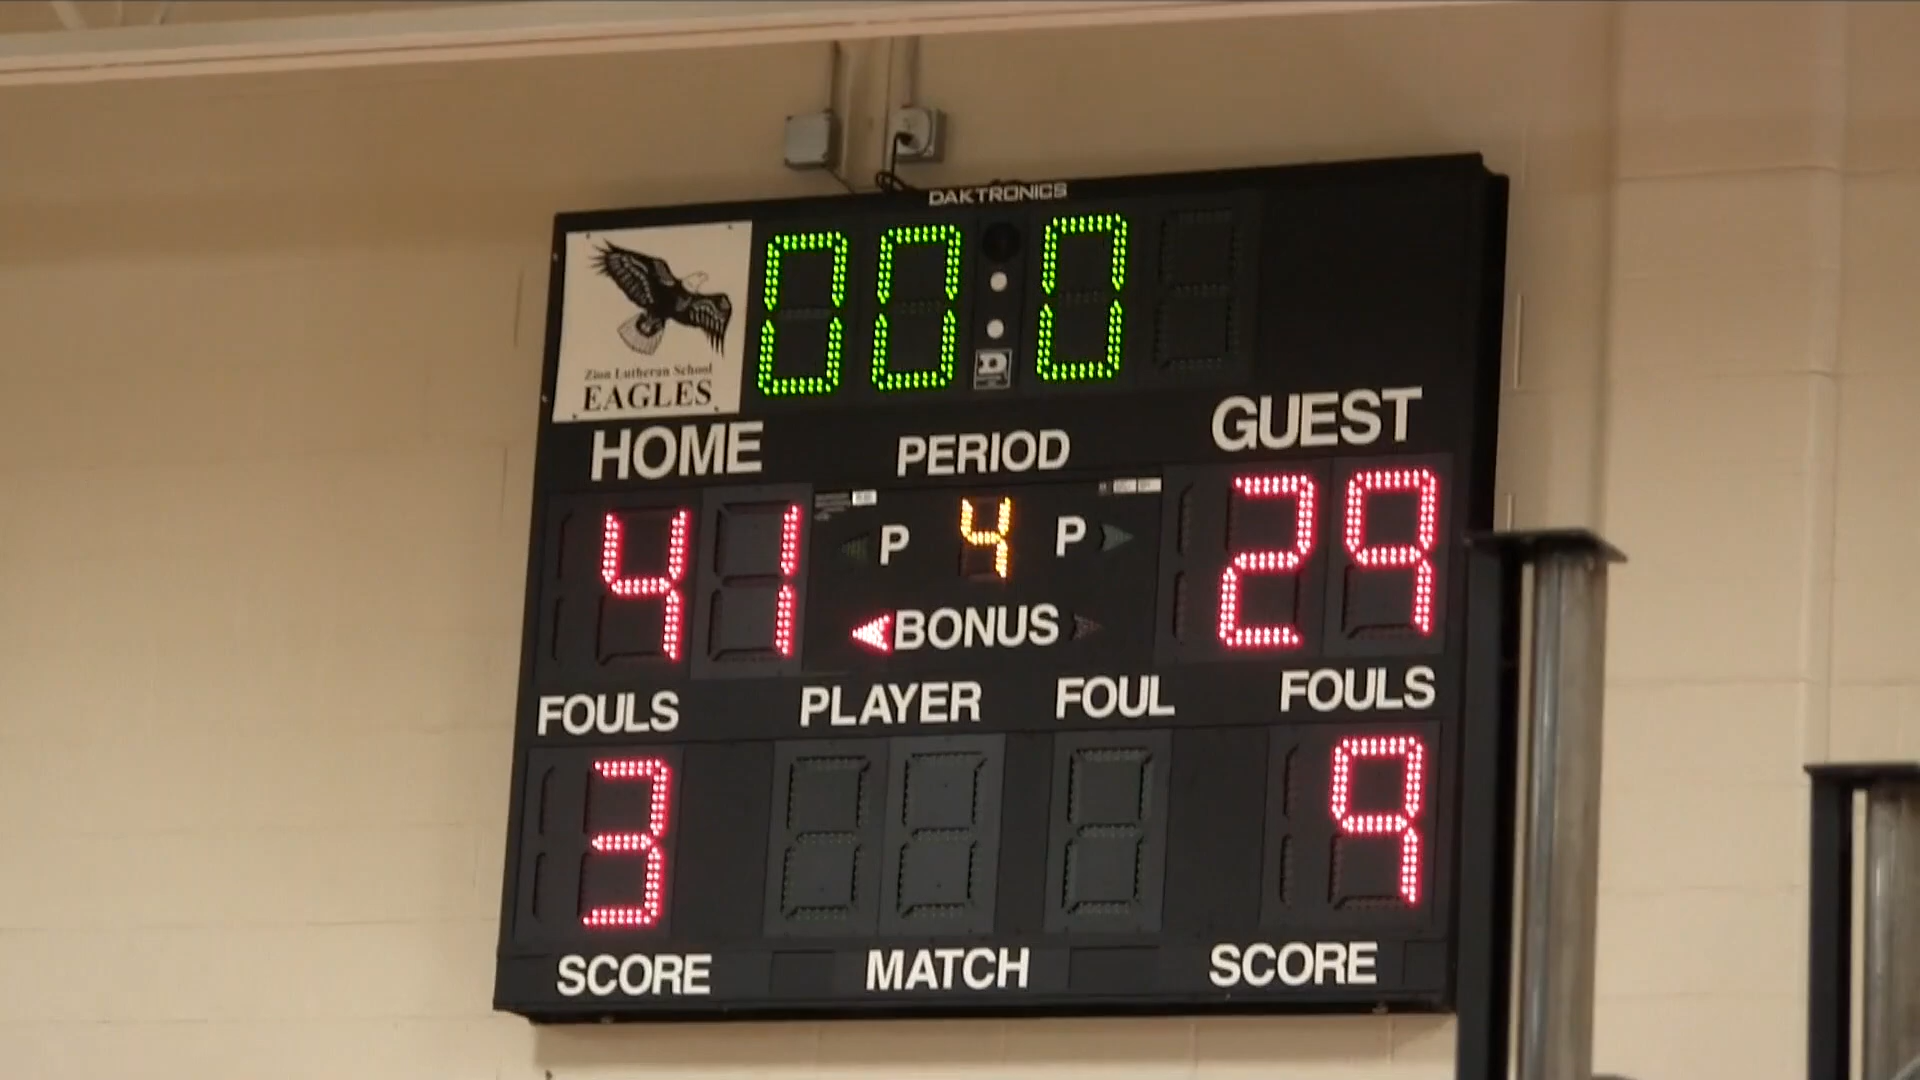 DAKTRONICS
00:0
Zion Lutheran School
EAGLES
HOME PERIOD GUEST
41 P 4 P 29
BONUS
FOULS PLAYER FOUL FOULS
3 9
SCORE MATCH SCORE